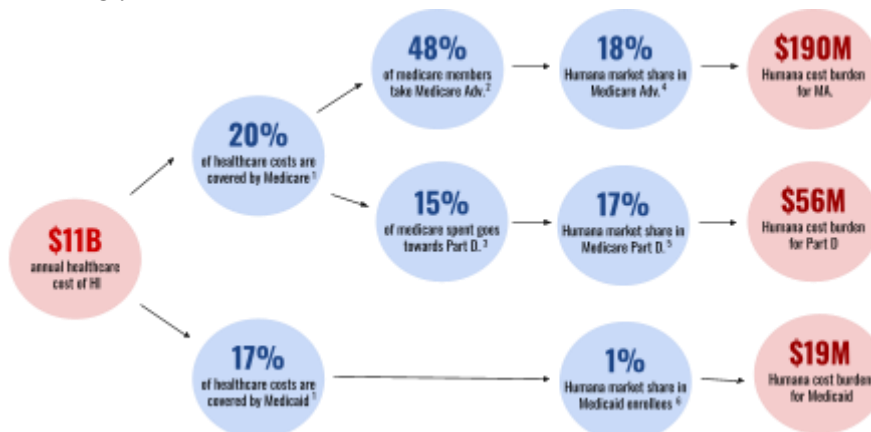 48%
of medicare members
take Medicare Adv.2
18%
Humana market share in
Medicare Adv.4
$190M
Humana cost burden
for MA.
20%
of healthcare costs are
covered by Medicare 1
15%
of medicare spent goes
towards Part D. 3
17%
Humana market share in
Medicare Part D. 5
$56M
Humana cost burden
for Part D
$11B
annual healthcare
cost of HI
17%
of healthcare costs are
covered by Medicaid 1
1%
Humana market share in
Medicaid enrollees 6
$19M
Humana cost burden
for Medicaid